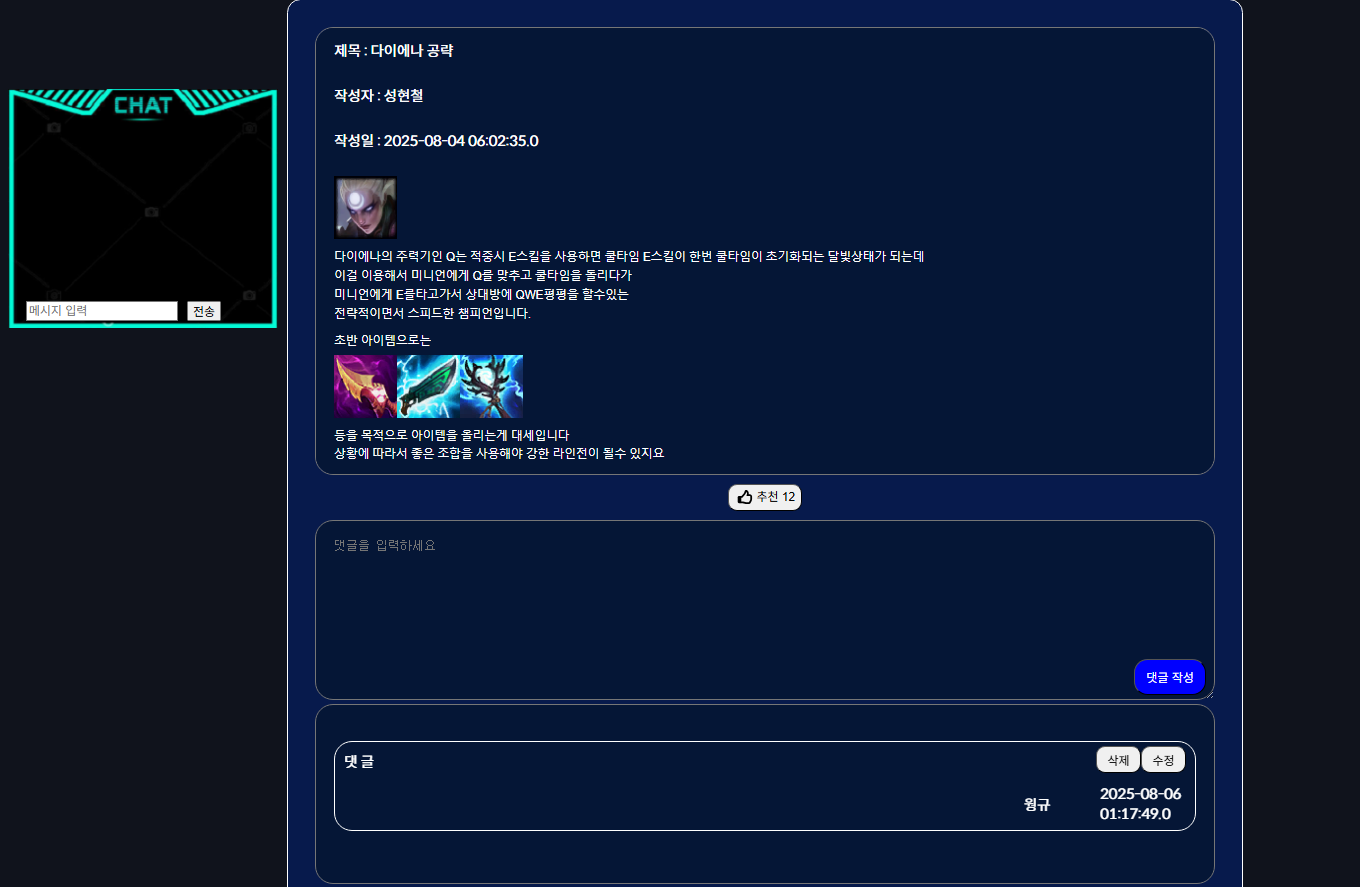 제목 : 다이에나 공략
작성자 : 성현철
작성일 : 2025-08-04 06:02:35.0
CHAT
메시지 입력
전송
다이에나의 주력기인 Q는 적중시 E스킬을 사용하면 쿨타임 E스킬이 한번 쿨타임이 초기화되는 달빛상태가 되는데
이걸 이용해서 미니언에게 Q를 맞추고 쿨타임을 돌리다가
미니언에게 E를타고가서 상대방에 QWE평평을 할수있는
전략적이면서 스피드한 챔피언입니다.
초반 아이템으로는
등을 목적으로 아이템을 올리는게 대세입니다
상황에 따라서 좋은 조합을 사용해야 강한 라인전이 될수 있지요
추천 12
댓글을 입력하세요
댓글 작성
댓글
삭제 수정
웡규
2025-08-06
01:17:49.0